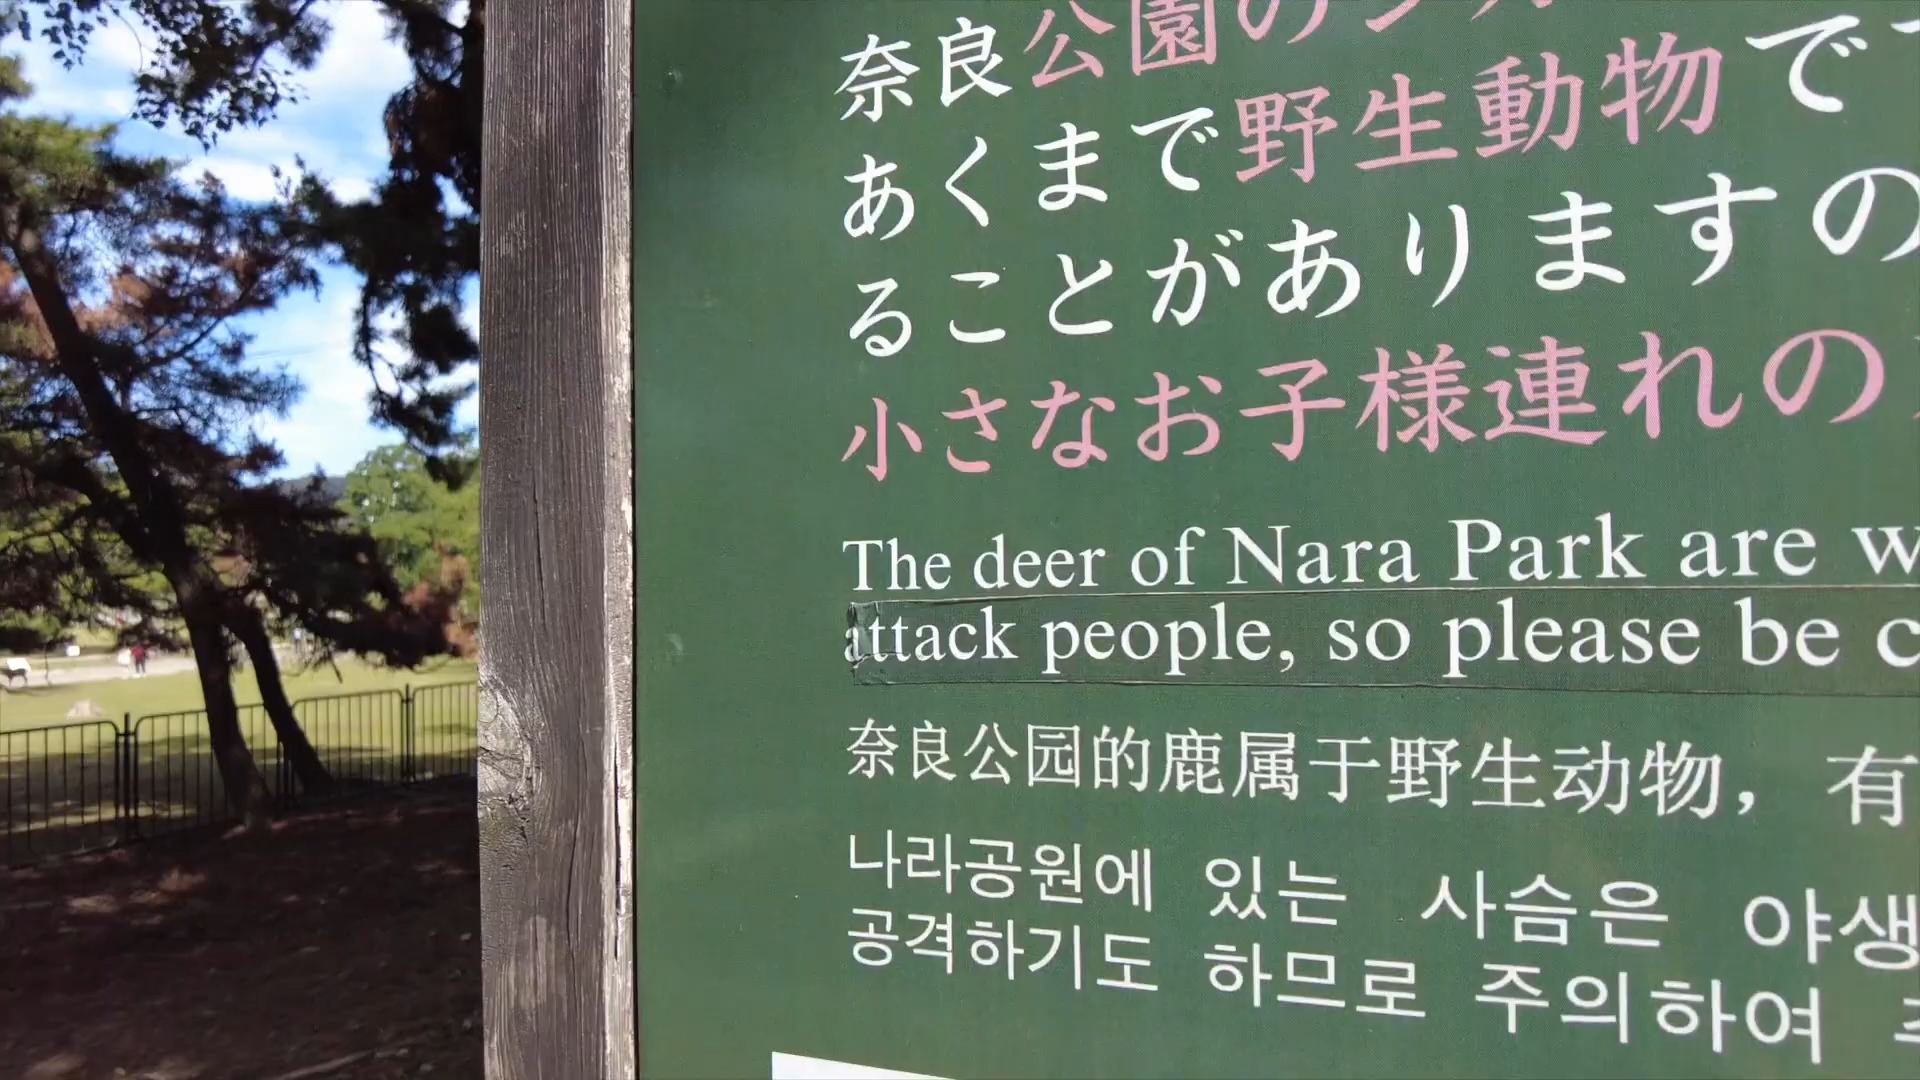 奈良公園のシカ
あくまで野生動物で
ることがありますの
小さなお子様連れの
The deer of Nara Park are
attack people, so please be
奈良公园的鹿属于野生动物，有
나라공원에 있는 사슴은 야생
공격하기도 하므로 주의하여